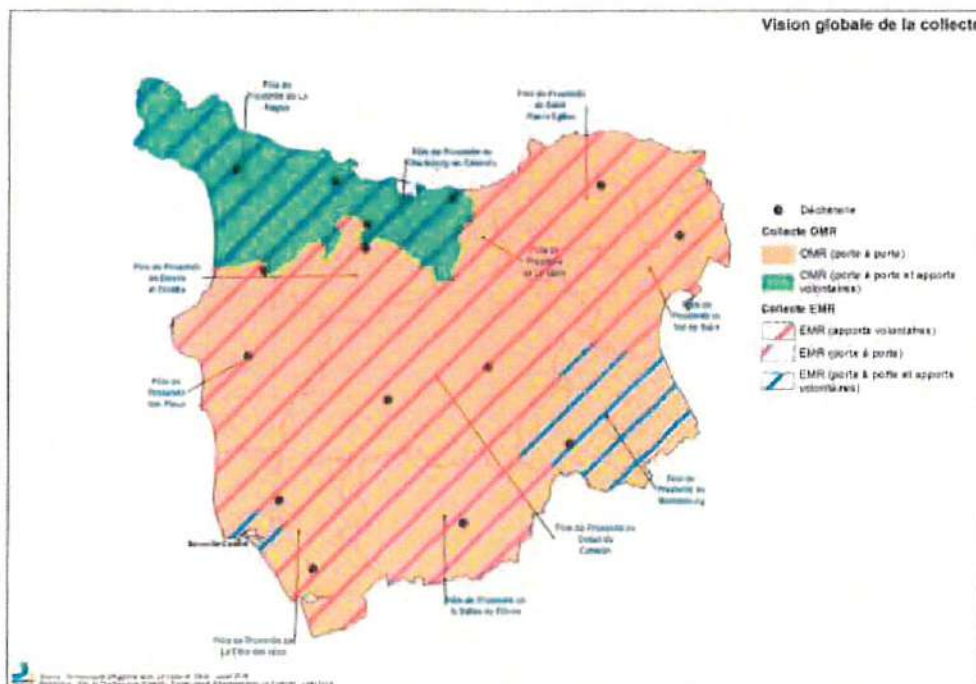 Vision globale de la collecte
Pôle de
Proximité de La
Hague
Pôle de Proximité
de Saint
Pierre Eglise
Pôle de Proximité de
Cherbourg en Cotentin
Pôle de Proximité
de Douve
et Divette
Pôle de
Proximité
de La Saire
Pôle de
Proximité du
Val de Saire
Pôle de
Proximité
des Pieux
Pôle de
Proximité de
Montebourg
Pôle de Proximité du
Coeur du
Cotentin
Pôle de Proximité de
la Vallée de l'Ouve
Pôle de Proximité de
La Côte des Isles
Déchèterie
Collecte OMR
OMR (porte à porte)
OMR (porte à porte et apports
volontaires)
Collecte EMR
EMR (apports volontaires)
EMR (porte à porte)
EMR (porte à porte et apports
volontaires)